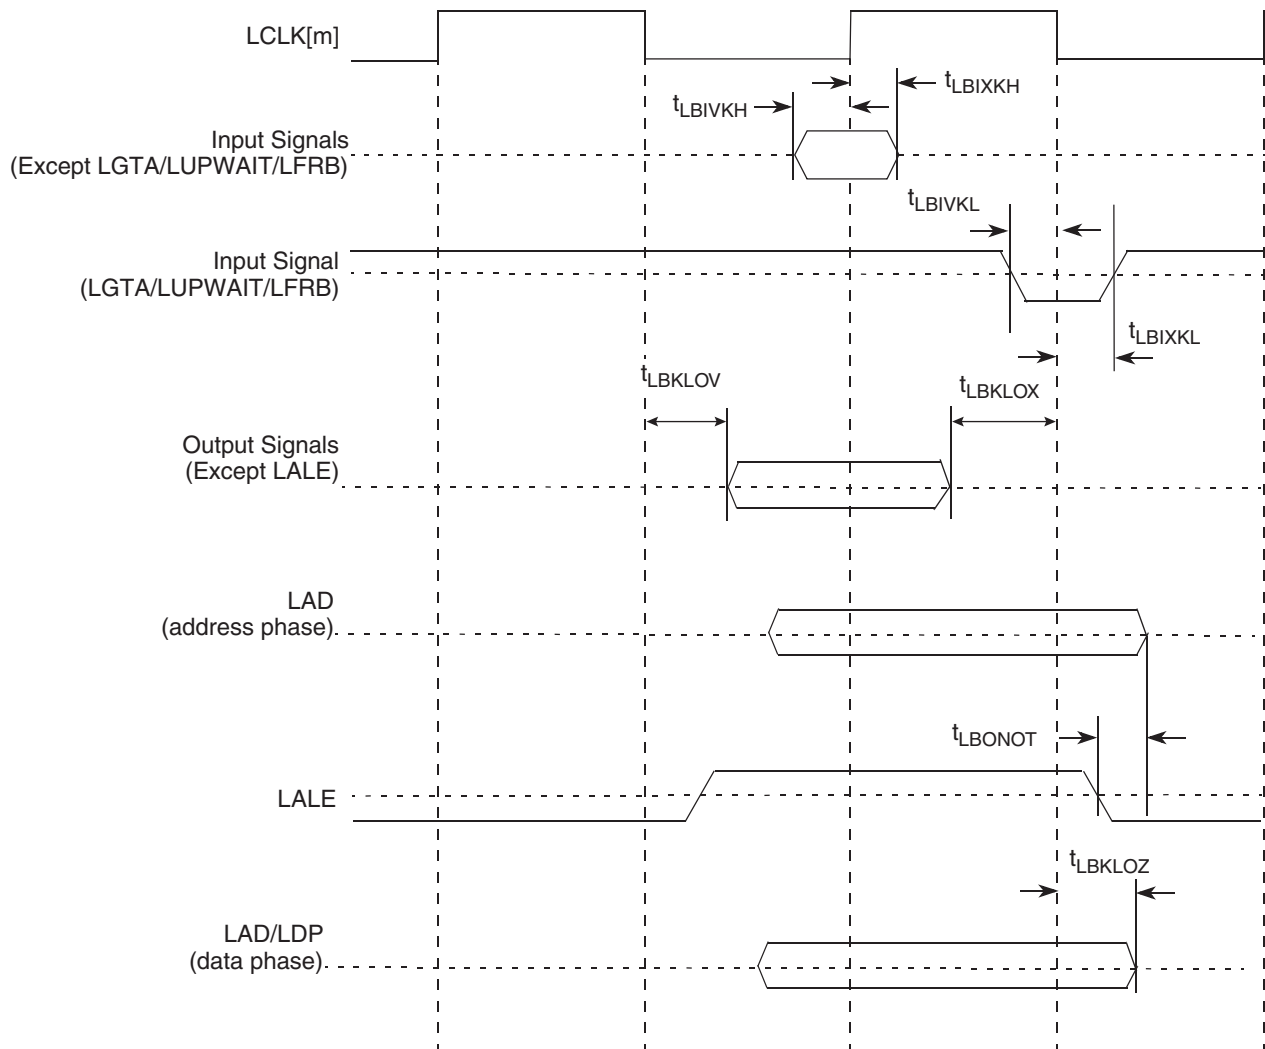 LCLK[m]
tLBIXKH
tLBIVKH
Input Signals
(Except LGTA/LUPWAIT/LFRB)
tLBIVKL
Input Signal
(LGTA/LUPWAIT/LFRB)
tLBIXKL
tLBKLOV
tLBKLOX
Output Signals
(Except LALE)
LAD
(address phase)
tLBONOT
LALE
tLBKLOZ
LAD/LDP
(data phase)